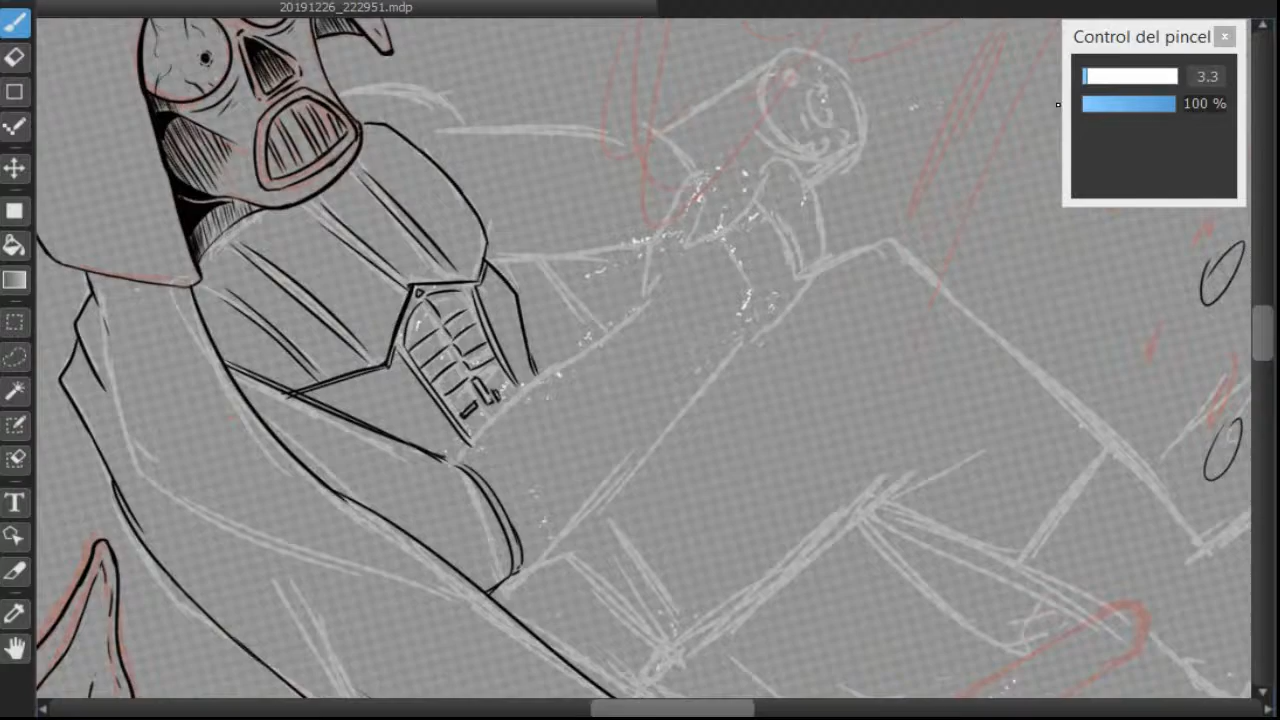 20191226_222951.mdp
Control del pincel x
3.3
100 %
T